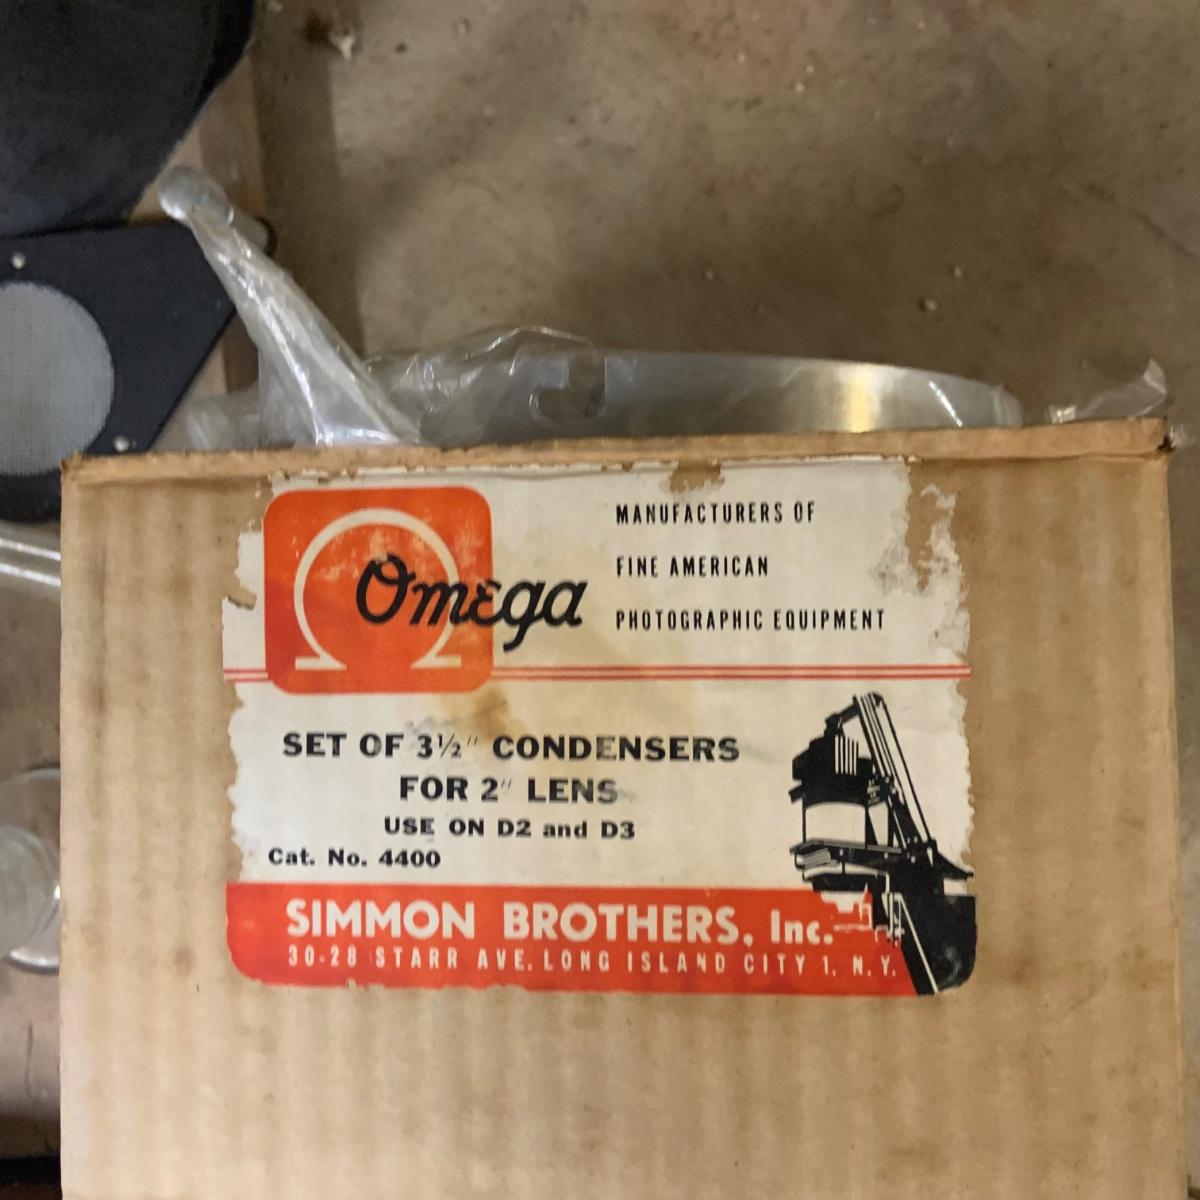 Omega
MANUFACTURERS OF
FINE AMERICAN
PHOTOGRAPHIC EQUIPMENT
SET OF 3½" CONDENSERS
FOR 2" LENS
USE ON D2 and D3
Cat. No. 4400
SIMMON BROTHERS, Inc.
30-28 STARR AVE. LONG ISLAND CITY 1, N.Y.